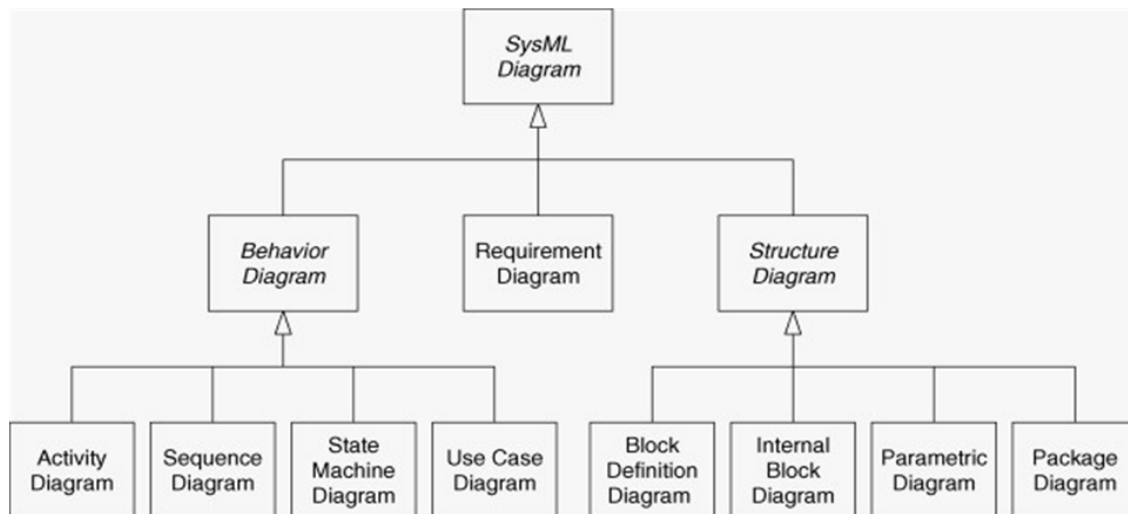 SysML
Diagram
Behavior
Diagram
Requirement
Diagram
Structure
Diagram
Activity
Diagram
Sequence
Diagram
State
Machine
Diagram
Use Case
Diagram
Block
Definition
Diagram
Internal
Block
Diagram
Parametric
Diagram
Package
Diagram